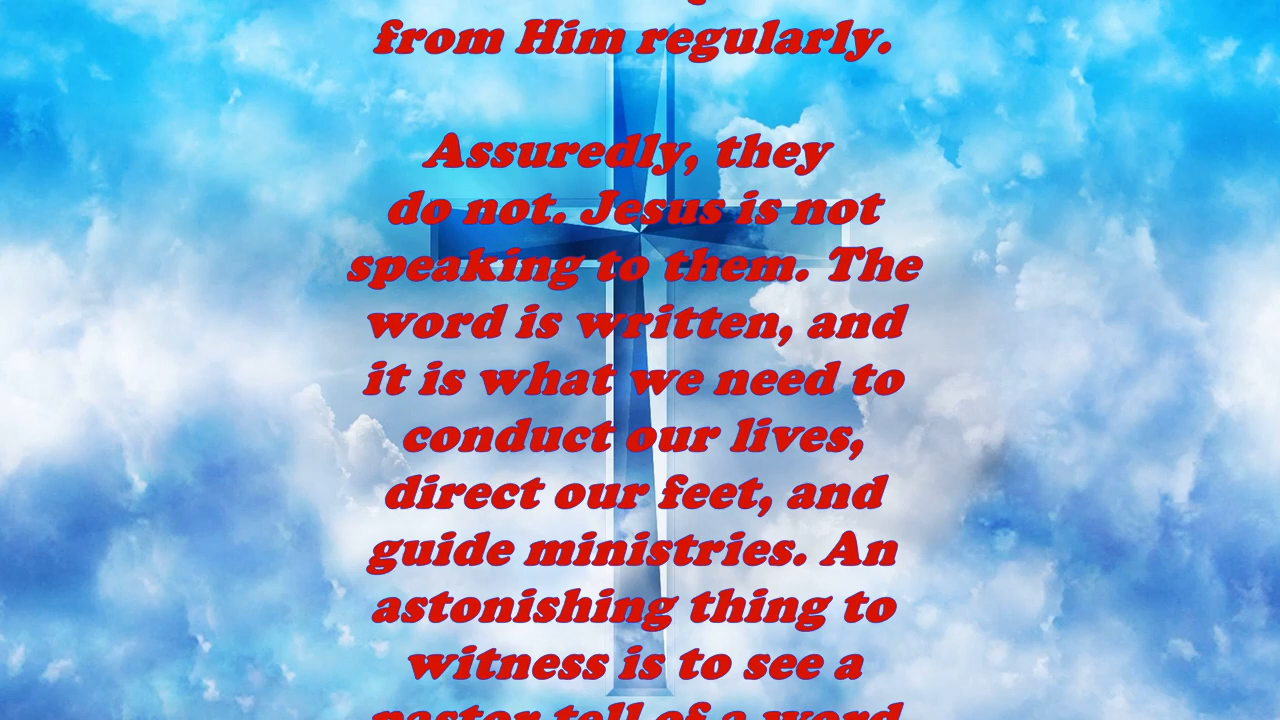 from Him regularly.
Assuredly, they
do not. Jesus is not
speaking to them. The
word is written, and
it is what we need to
conduct our lives,
direct our feet, and
guide ministries. An
astonishing thing to
witness is to see a
pastor tell of a word